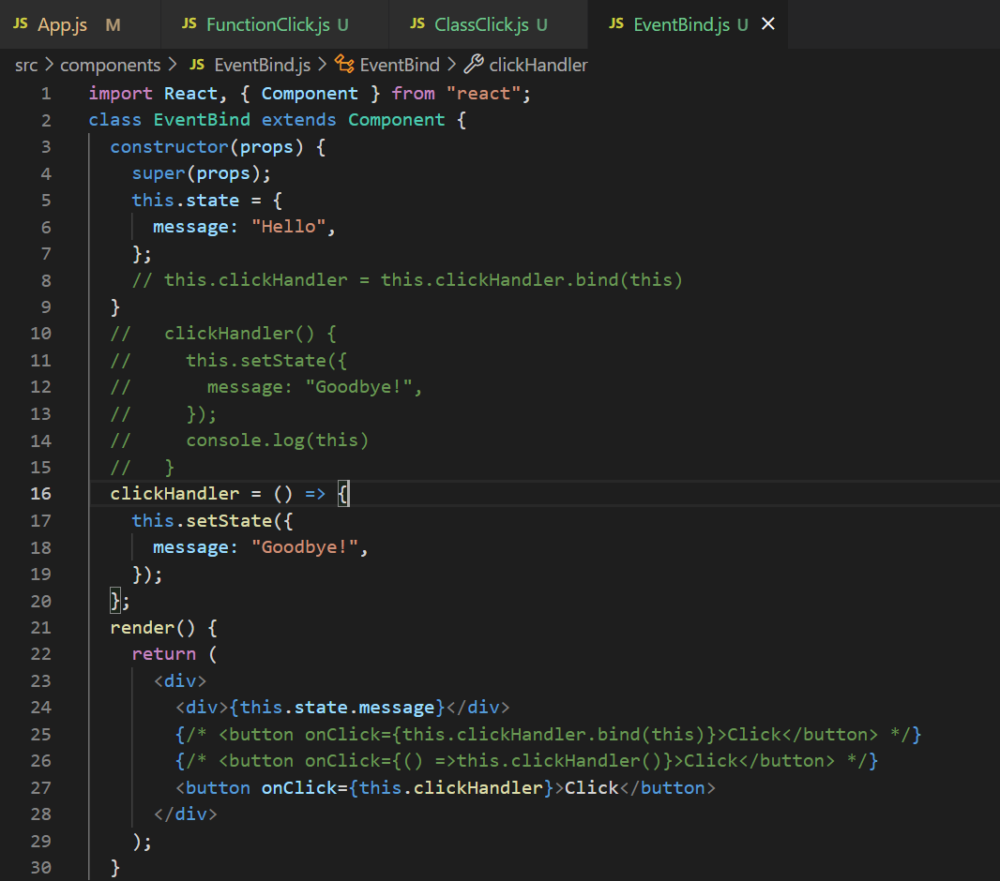 JS App.js M JS FunctionClick.js U JS ClassClick.js U JS EventBind.js U
src > components > JS EventBind.js > EventBind > clickHandler
1 import React, { Component } from "react";
2 class EventBind extends Component {
3   constructor(props) {
4     super(props);
5     this.state = {
6       message: "Hello",
7     };
8     // this.clickHandler = this.clickHandler.bind(this)
9   }
10   //   clickHandler() {
11   //     this.setState({
12   //       message: "Goodbye!",
13   //     });
14   //     console.log(this)
15   //   }
16   clickHandler = () => {
17     this.setState({
18       message: "Goodbye!",
19     });
20   };
21   render() {
22     return (
23       <div>
24         <div>{this.state.message}</div>
25         {/* <button onClick={this.clickHandler.bind(this)}>Click</button> */}
26         {/* <button onClick={() =>this.clickHandler()}>Click</button> */}
27         <button onClick={this.clickHandler}>Click</button>
28       </div>
29     );
30   }